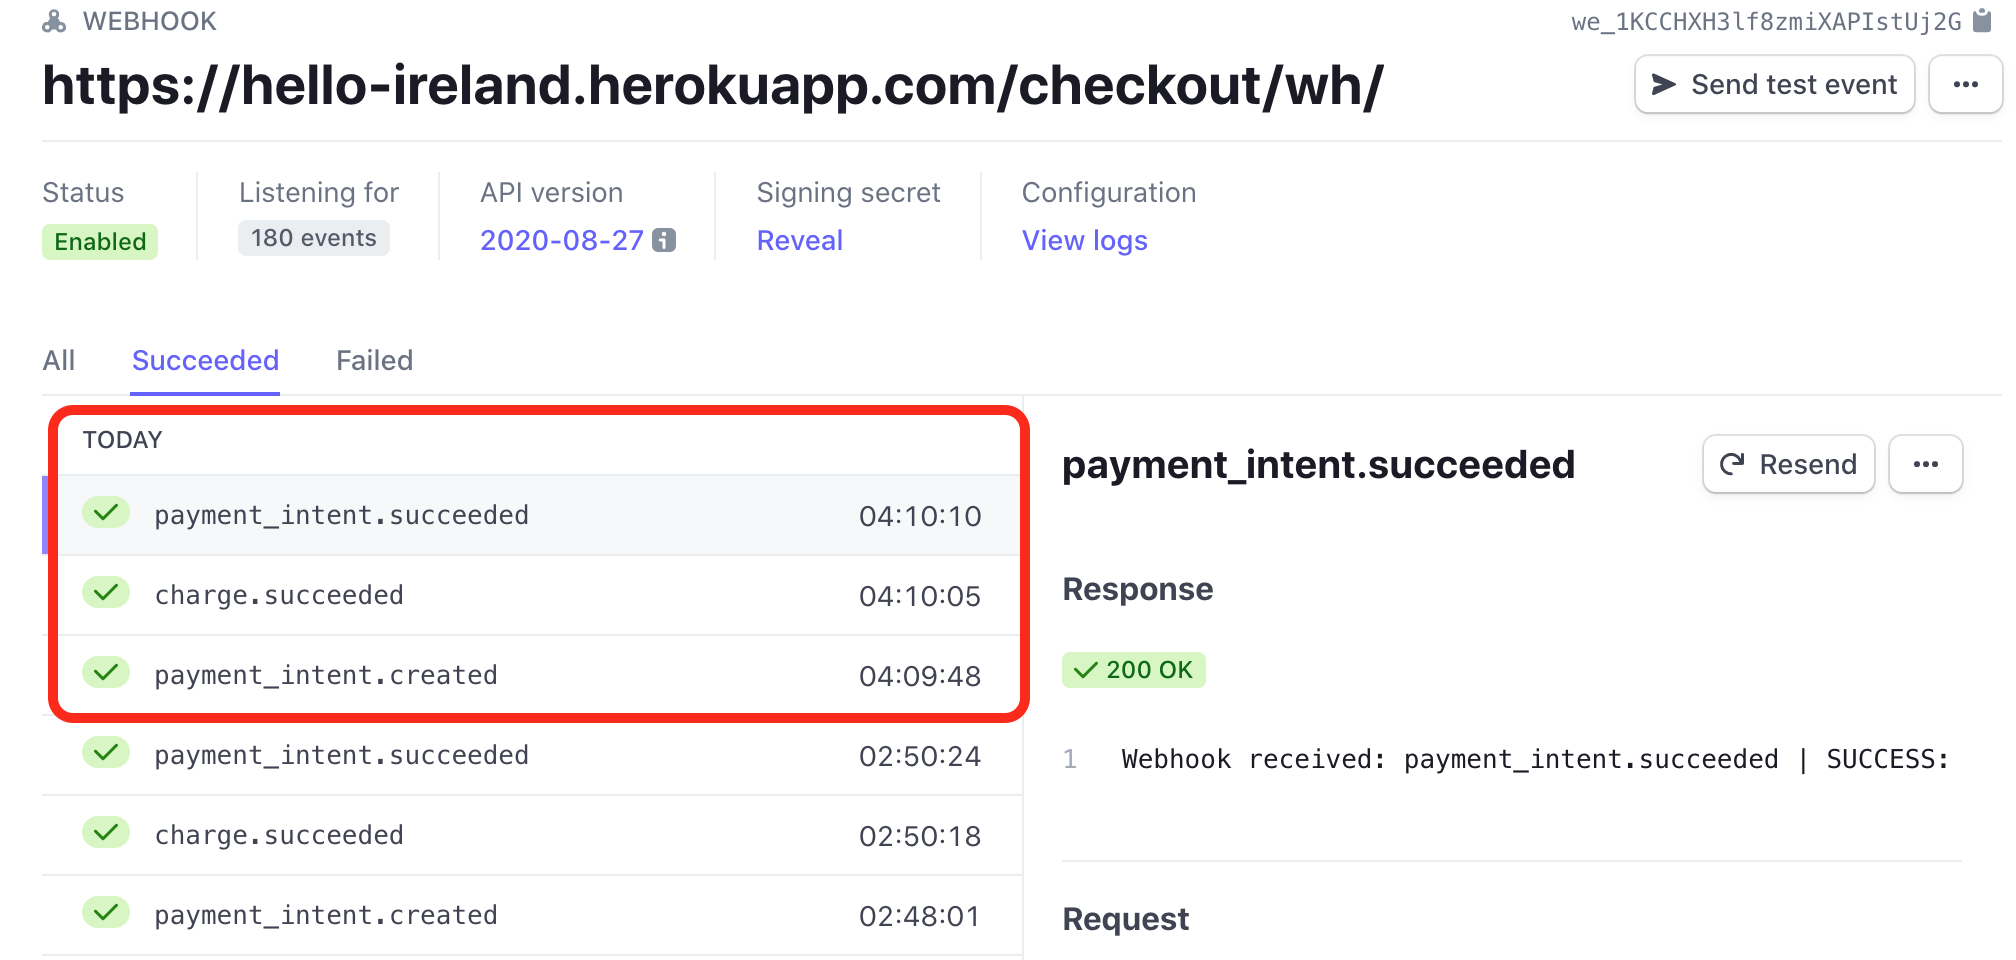 WEBHOOK
we_1KCCHXH3lf8zmiXAPIstUj2G
https://hello-ireland.herokuapp.com/checkout/wh/
Send test event
Status
Listening for
API version
Signing secret
Configuration
Enabled
180 events
2020-08-27
Reveal
View logs
All
Succeeded
Failed
TODAY
payment_intent.succeeded 04:10:10
charge.succeeded 04:10:05
payment_intent.created 04:09:48
payment_intent.succeeded 02:50:24
charge.succeeded 02:50:18
payment_intent.created 02:48:01
payment_intent.succeeded
Resend
Response
200 OK
1 Webhook received: payment_intent.succeeded | SUCCESS:
Request